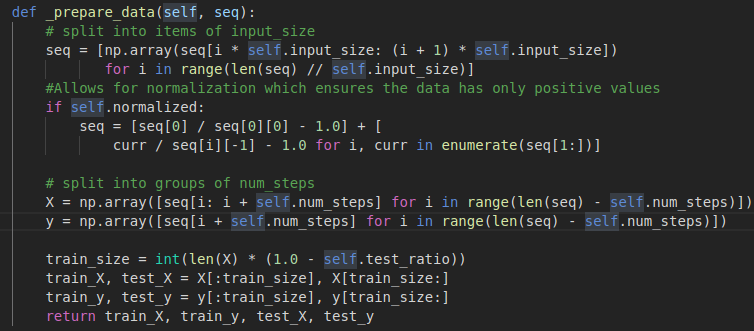 def _prepare_data(self, seq):
    # split into items of input_size
    seq = [np.array(seq[i * self.input_size: (i + 1) * self.input_size])
           for i in range(len(seq) // self.input_size)]
    #Allows for normalization which ensures the data has only positive values
    if self.normalized:
        seq = [seq[0] / seq[0][0] - 1.0] + [
            curr / seq[i][-1] - 1.0 for i, curr in enumerate(seq[1:])]

    # split into groups of num_steps
    X = np.array([seq[i: i + self.num_steps] for i in range(len(seq) - self.num_steps)])
    y = np.array([seq[i + self.num_steps] for i in range(len(seq) - self.num_steps)])

    train_size = int(len(X) * (1.0 - self.test_ratio))
    train_X, test_X = X[:train_size], X[train_size:]
    train_y, test_y = y[:train_size], y[train_size:]
    return train_X, train_y, test_X, test_y